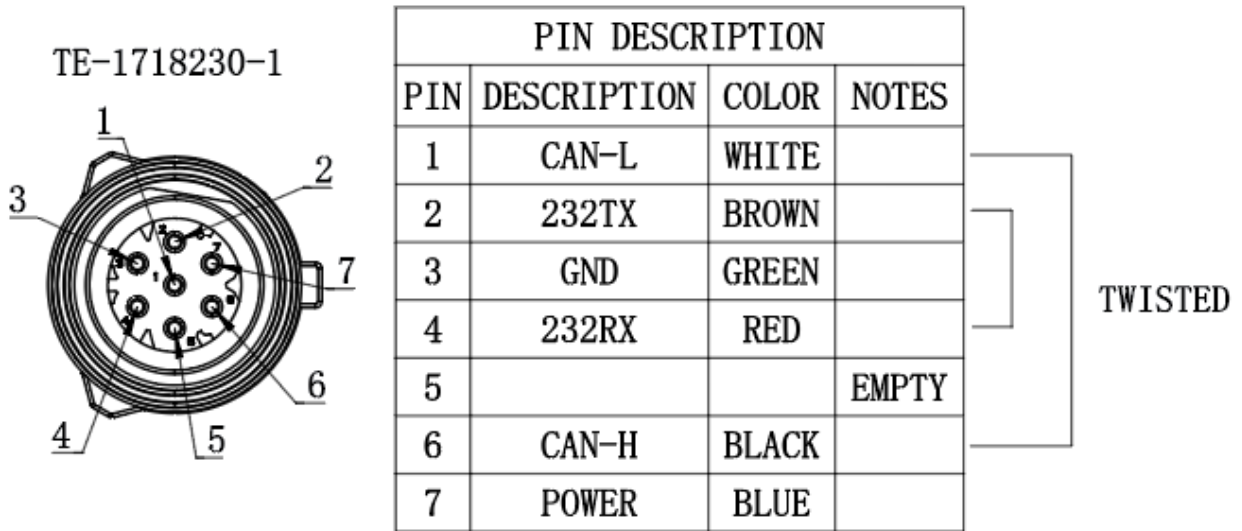 TE-1718230-1
1
2
3
7
4
5
6
PIN DESCRIPTION
PIN DESCRIPTION COLOR NOTES
1 CAN-L WHITE
2 232TX BROWN
3 GND GREEN
4 232RX RED
5 EMPTY
6 CAN-H BLACK
7 POWER BLUE
TWISTED